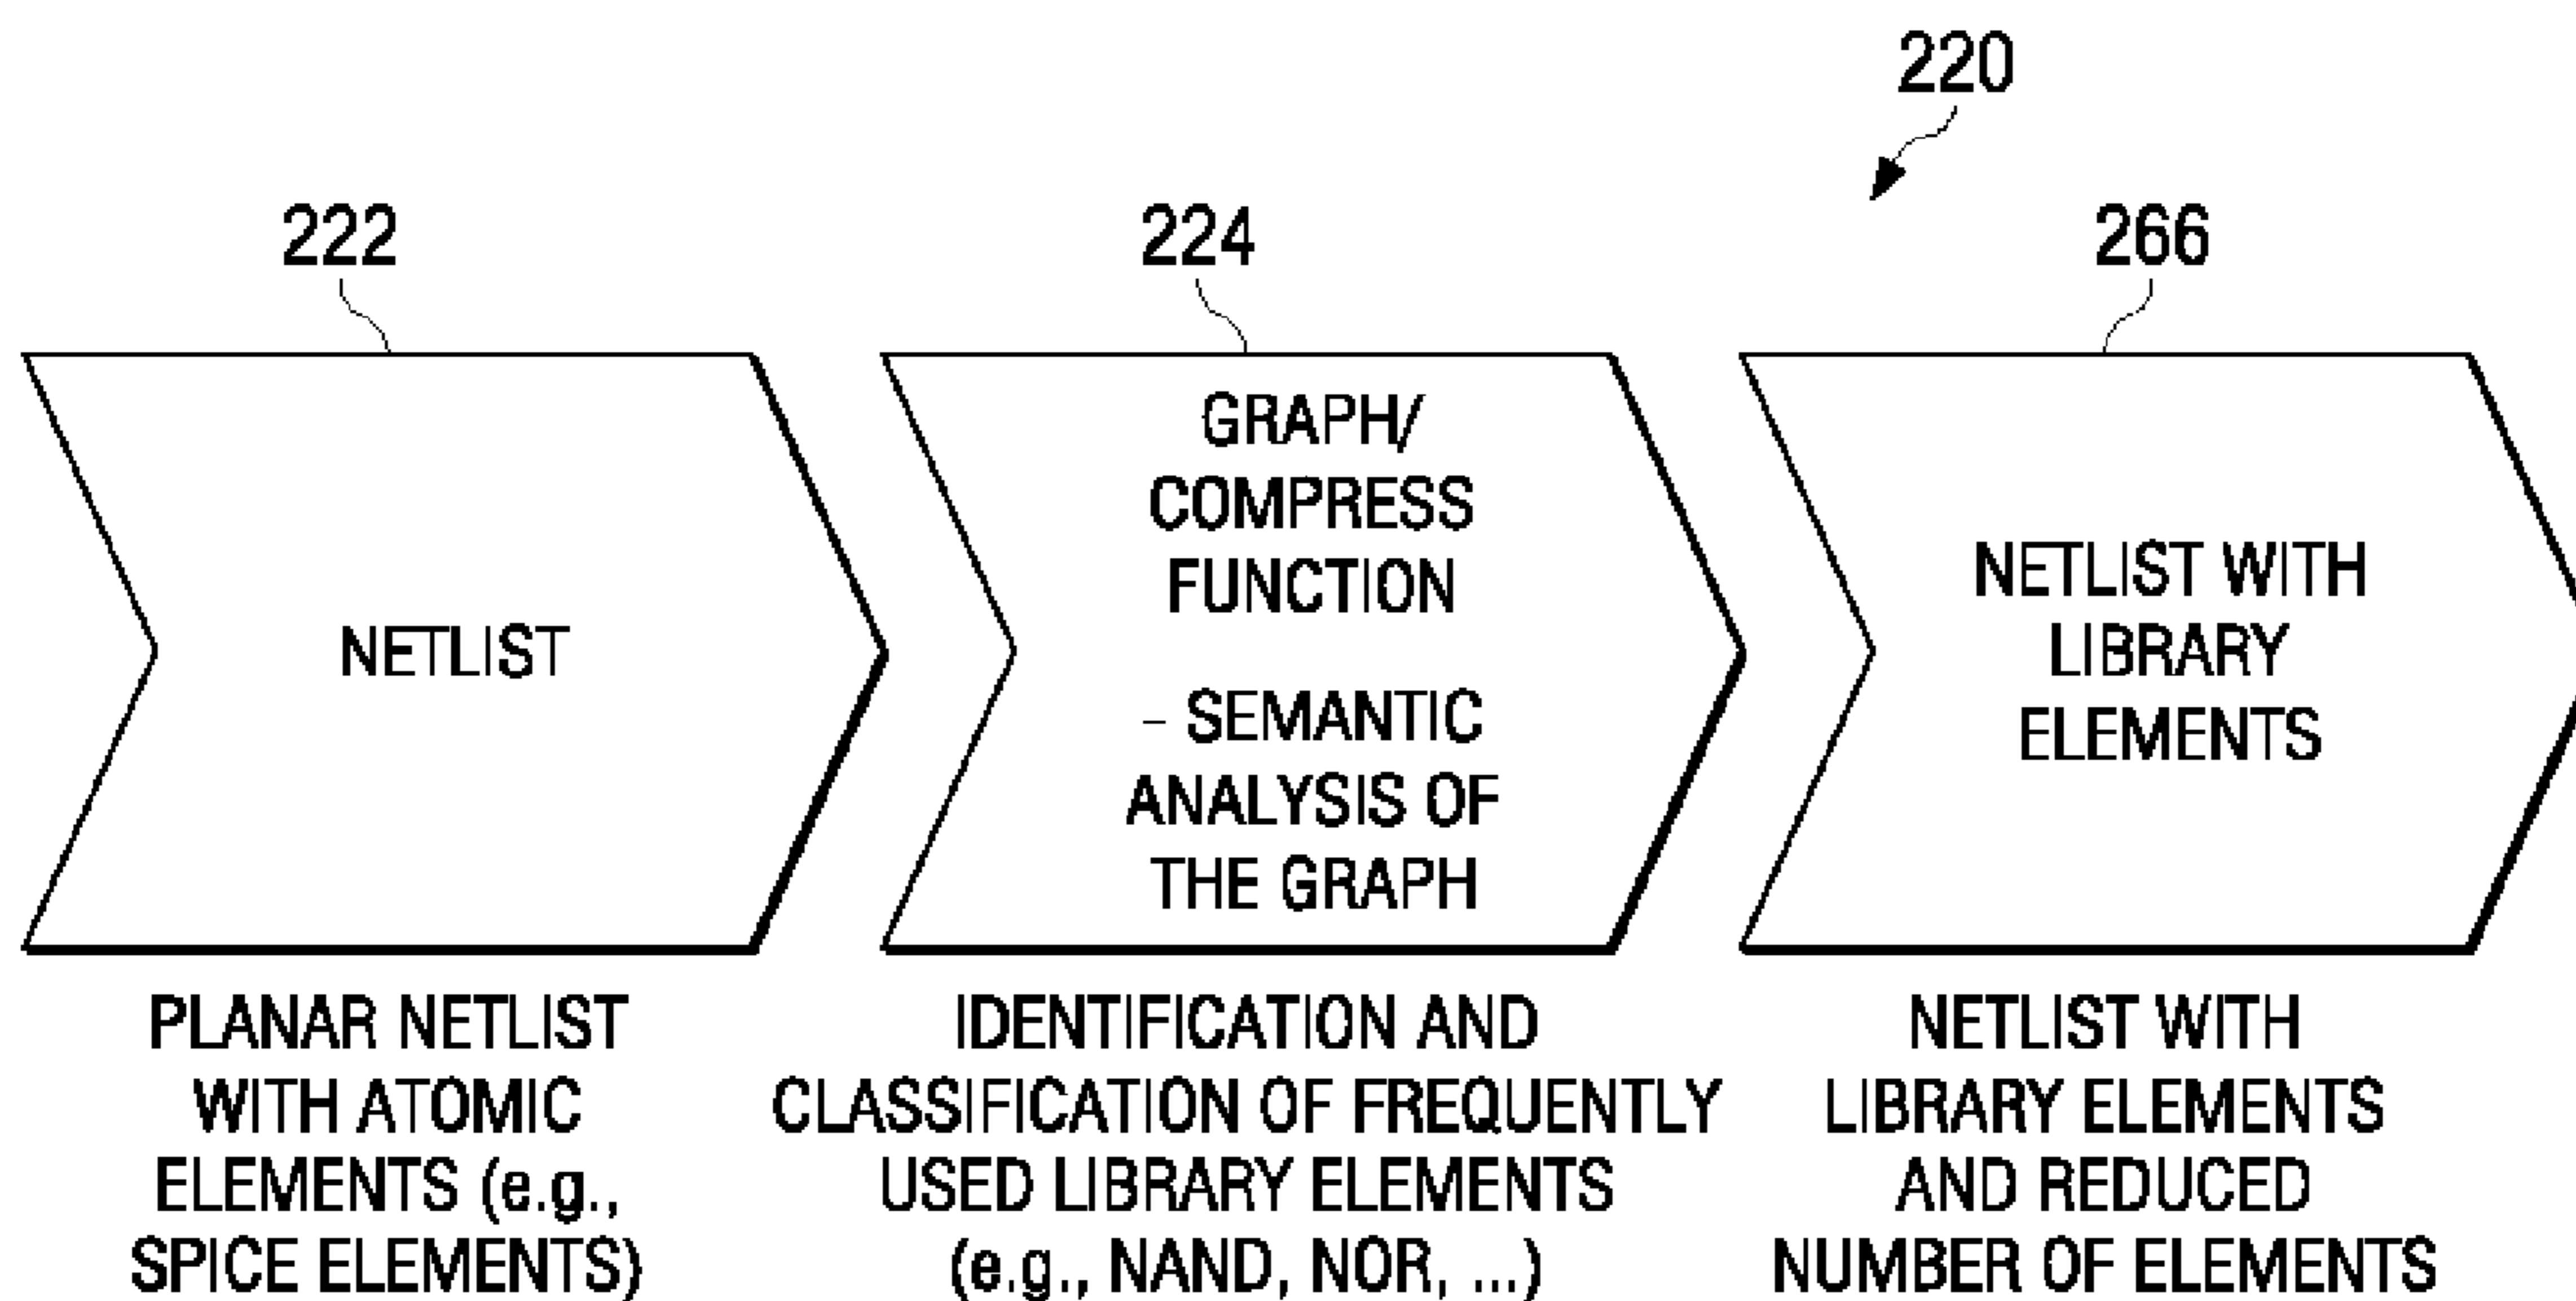 220
222
224
266
NETLIST
GRAPH/
COMPRESS
FUNCTION
– SEMANTIC
ANALYSIS OF
THE GRAPH
NETLIST WITH
LIBRARY
ELEMENTS
PLANAR NETLIST
WITH ATOMIC
ELEMENTS (e.g.,
SPICE ELEMENTS)
IDENTIFICATION AND
CLASSIFICATION OF FREQUENTLY
USED LIBRARY ELEMENTS
(e.g., NAND, NOR, ...)
NETLIST WITH
LIBRARY ELEMENTS
AND REDUCED
NUMBER OF ELEMENTS